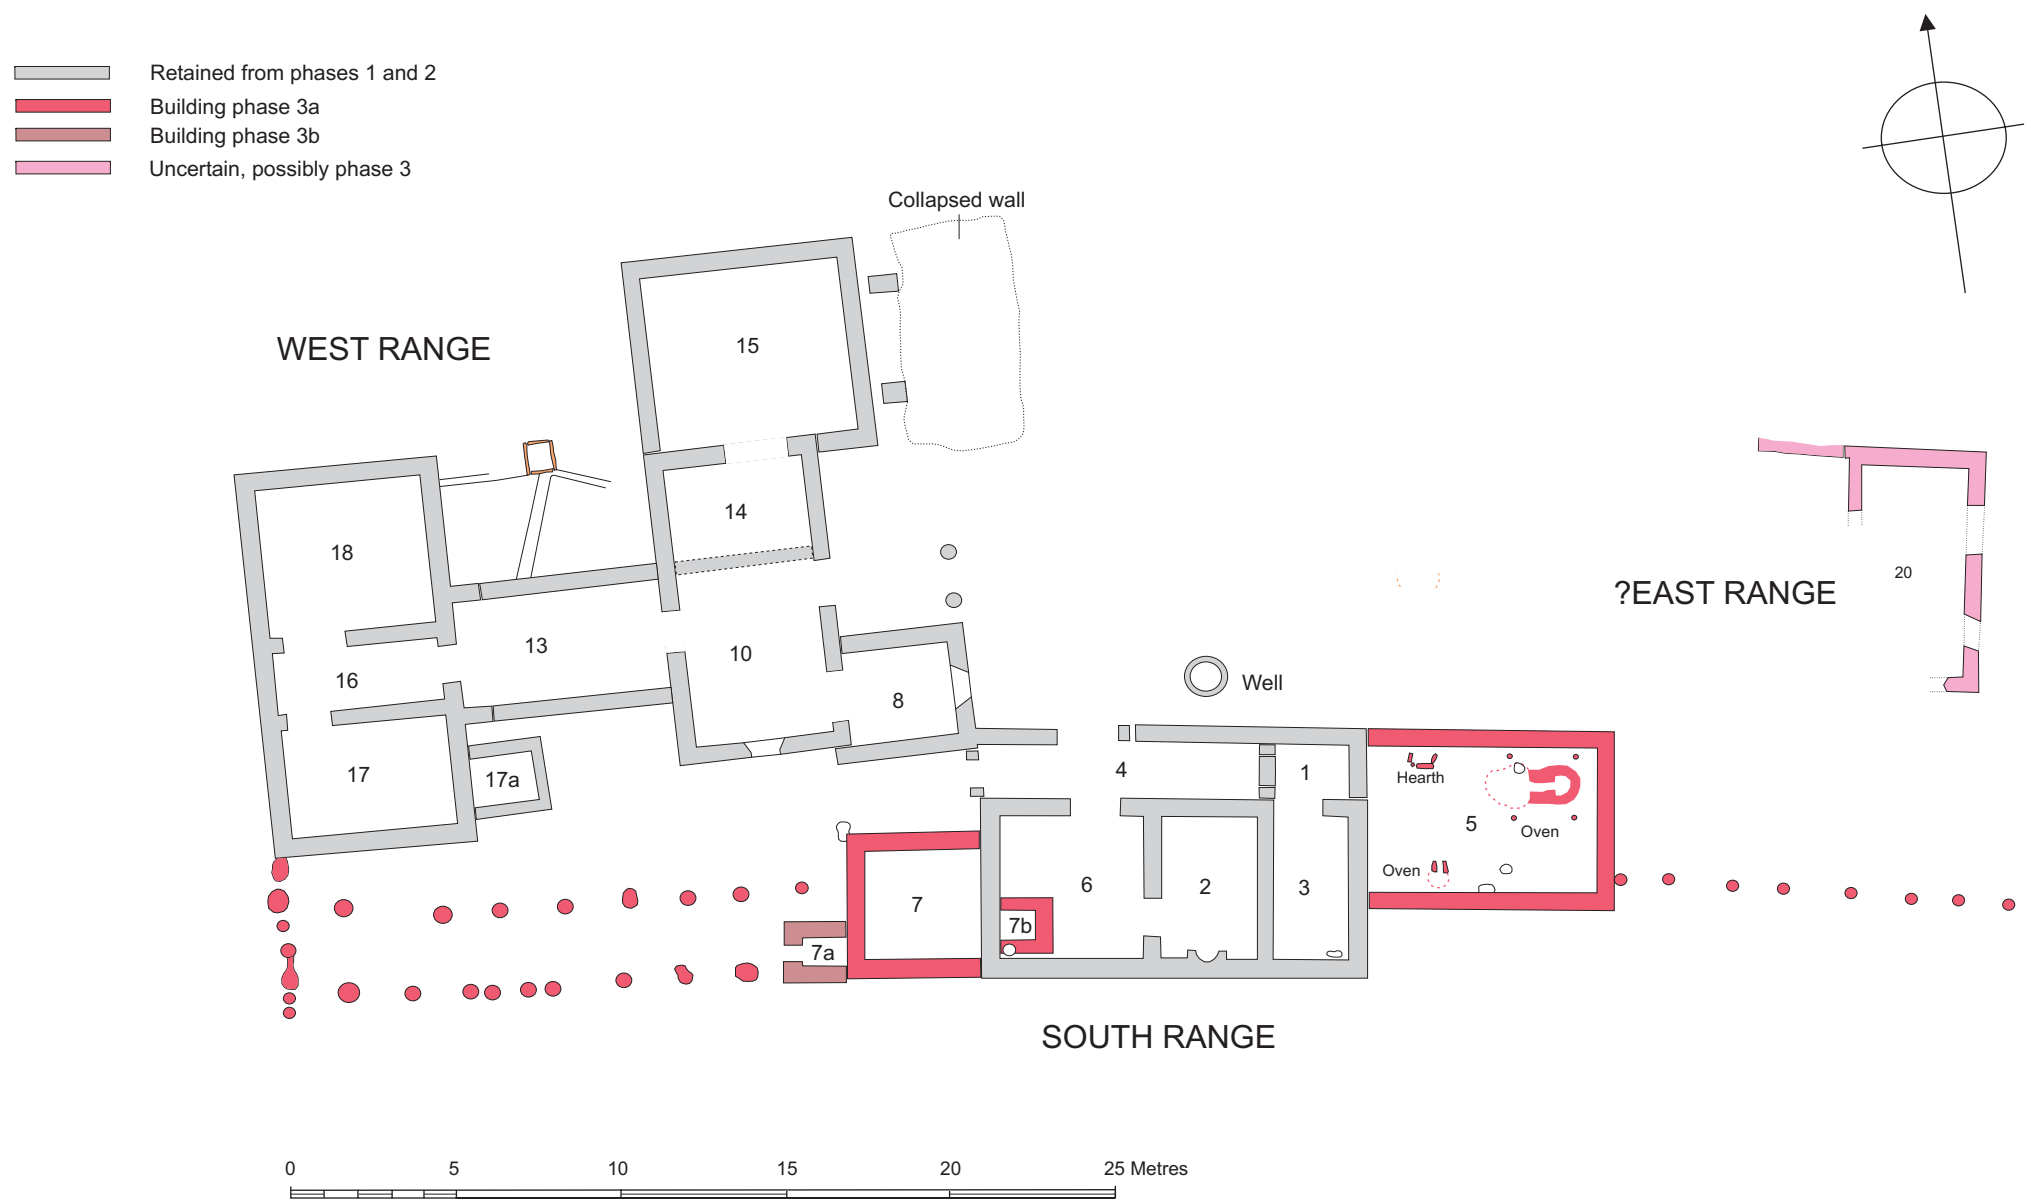 Retained from phases 1 and 2
Building phase 3a
Building phase 3b
Uncertain, possibly phase 3
Collapsed wall
WEST RANGE
15
14
18
13
16
10
8
17
17a
Well
?EAST RANGE
20
4
1
Hearth
5
Oven
Oven
7
6
2
3
7b
7a
SOUTH RANGE
0 5 10 15 20 25 Metres